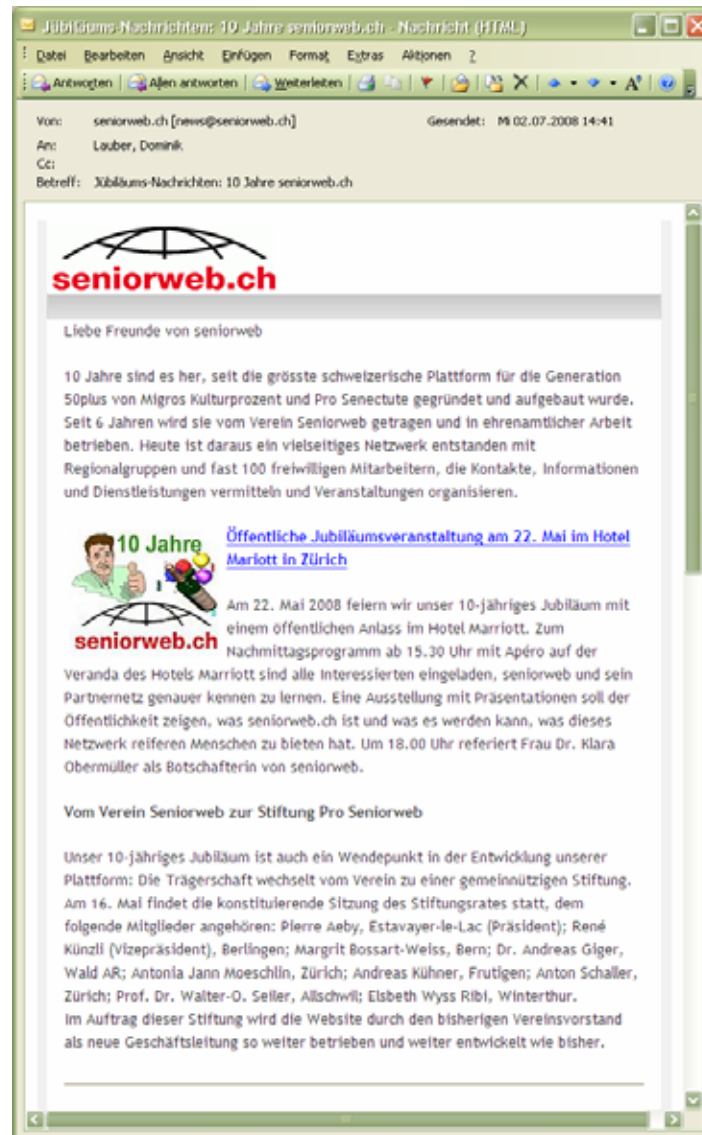 Jübiläums-Nachrichten: 10 Jahre seniorweb.ch - Nachricht (HTML)
Datei Bearbeiten Ansicht Einfügen Format Extras Aktionen ?
Antworten Allen antworten Weiterleiten
Von: seniorweb.ch [news@seniorweb.ch] Gesendet: Mi 02.07.2008 14:41
An: Lauber, Dominik
Cc:
Betreff: Jübiläums-Nachrichten: 10 Jahre seniorweb.ch
seniorweb.ch
Liebe Freunde von seniorweb
10 Jahre sind es her, seit die grösste schweizerische Plattform für die Generation
50plus von Migros Kulturprozent und Pro Senectute gegründet und aufgebaut wurde.
Seit 6 Jahren wird sie vom Verein Seniorweb getragen und in ehrenamtlicher Arbeit
betrieben. Heute ist daraus ein vielseitiges Netzwerk entstanden mit
Regionalgruppen und fast 100 freiwilligen Mitarbeitern, die Kontakte, Informationen
und Dienstleistungen vermitteln und Veranstaltungen organisieren.
10 Jahre
seniorweb.ch
Öffentliche Jubiläumsveranstaltung am 22. Mai im Hotel
Mariott in Zürich
Am 22. Mai 2008 feiern wir unser 10-jähriges Jubiläum mit
einem öffentlichen Anlass im Hotel Marriott. Zum
Nachmittagsprogramm ab 15.30 Uhr mit Apéro auf der
Veranda des Hotels Marriott sind alle Interessierten eingeladen, seniorweb und sein
Partnernetz genauer kennen zu lernen. Eine Ausstellung mit Präsentationen soll der
Öffentlichkeit zeigen, was seniorweb.ch ist und was es werden kann, was dieses
Netzwerk reiferen Menschen zu bieten hat. Um 18.00 Uhr referiert Frau Dr. Klara
Obermüller als Botschafterin von seniorweb.
Vom Verein Seniorweb zur Stiftung Pro Seniorweb
Unser 10-jähriges Jubiläum ist auch ein Wendepunkt in der Entwicklung unserer
Plattform: Die Trägerschaft wechselt vom Verein zu einer gemeinnützigen Stiftung.
Am 16. Mai findet die konstituierende Sitzung des Stiftungsrates statt, dem
folgende Mitglieder angehören: Pierre Aeby, Estavayer-le-Lac (Präsident); René
Künzli (Vizepräsident), Berlingen; Margrit Bossart-Weiss, Bern; Dr. Andreas Giger,
Wald AR; Antonia Jann Moeschlin, Zürich; Andreas Kühner, Frutigen; Anton Schaller,
Zürich; Prof. Dr. Walter-O. Seiler, Allschwil; Elsbeth Wyss Ribi, Winterthur.
Im Auftrag dieser Stiftung wird die Website durch den bisherigen Vereinsvorstand
als neue Geschäftsleitung so weiter betrieben und weiter entwickelt wie bisher.